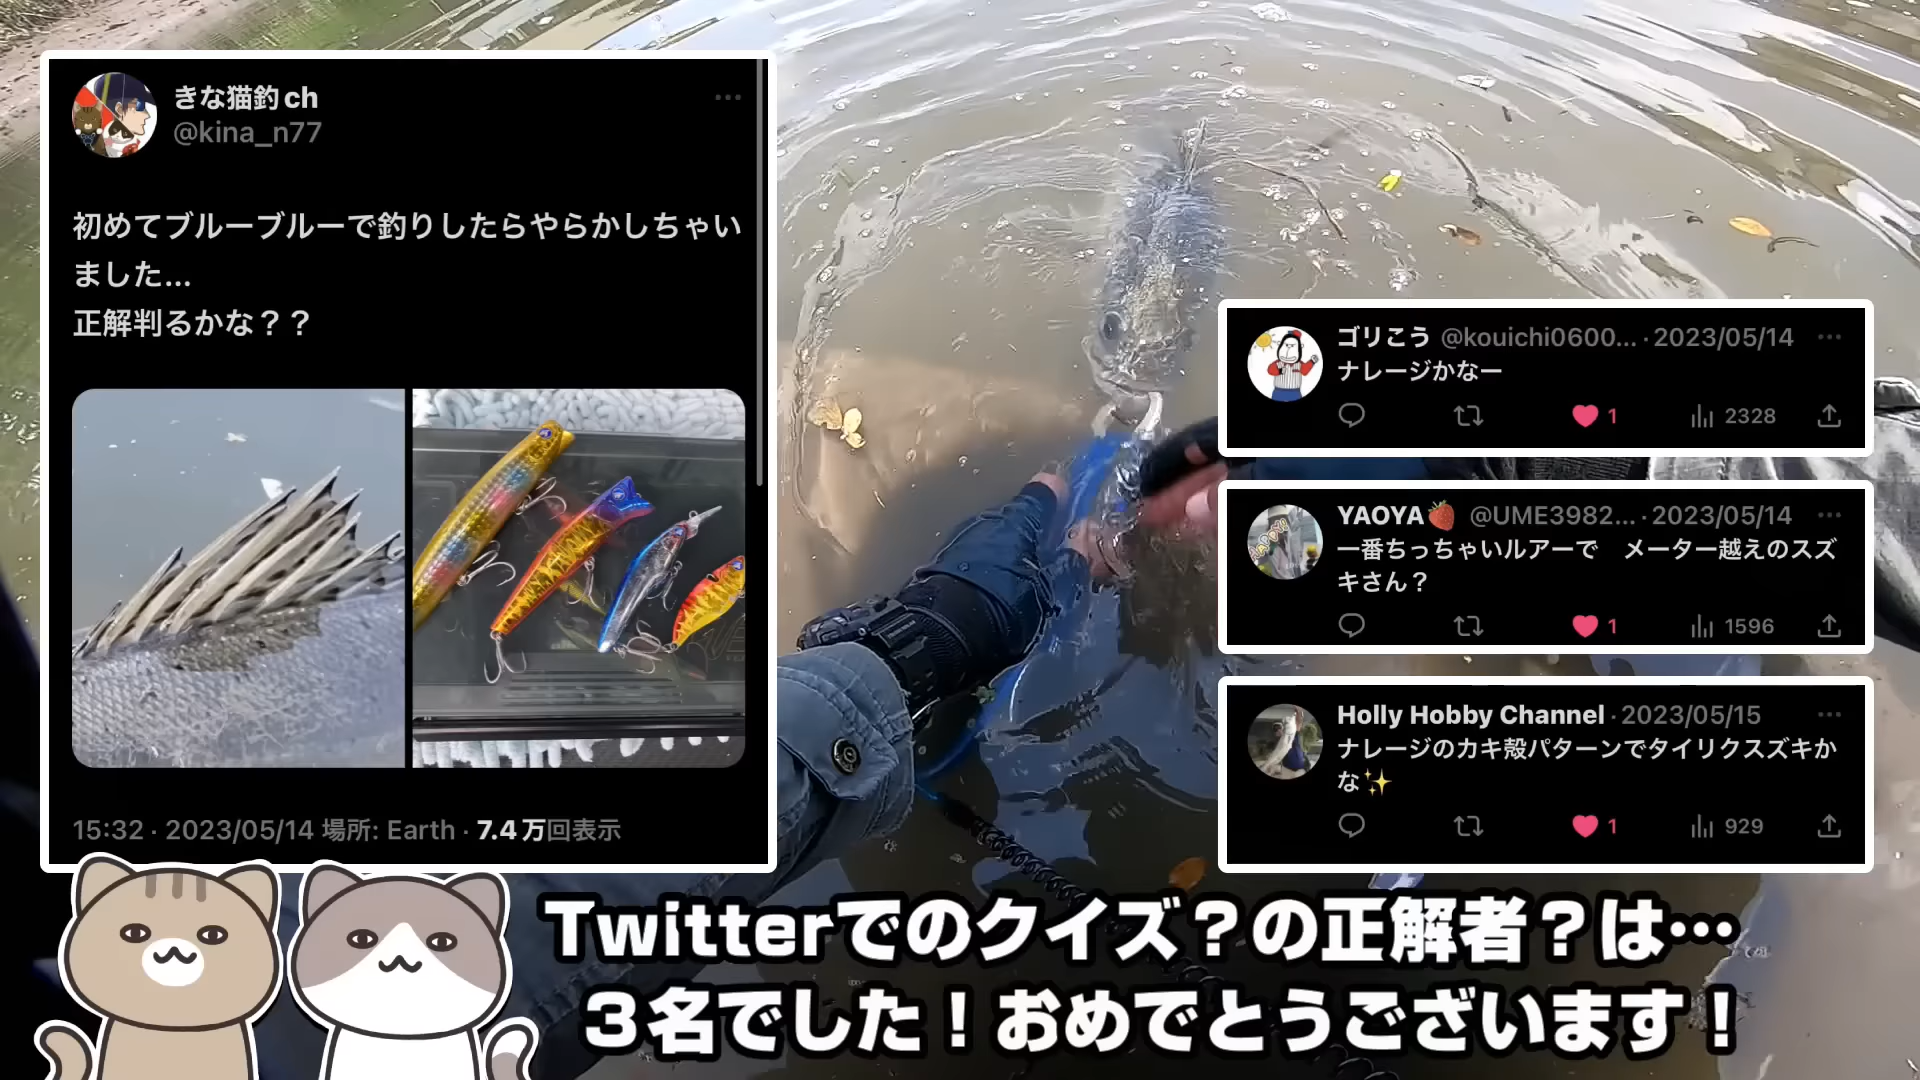 きな猫釣ch
@kina_n77
初めてブルーブルーで釣りしたらやらかしちゃい
ました...
正解判るかな？？
15:32 · 2023/05/14 場所: Earth · 7.4万回表示
ゴリこう @kouichi0600... · 2023/05/14
ナレージかなー
1 2328
YAOYA🍓 @UME3982... · 2023/05/14
一番ちっちゃいルアーで　メーター越えのスズ
キさん？
1 1596
Holly Hobby Channel · 2023/05/15
ナレージのカキ殻パターンでタイリクスズキか
な✨
1 929
Twitterでのクイズ？の正解者？は…
３名でした！おめでとうございます！